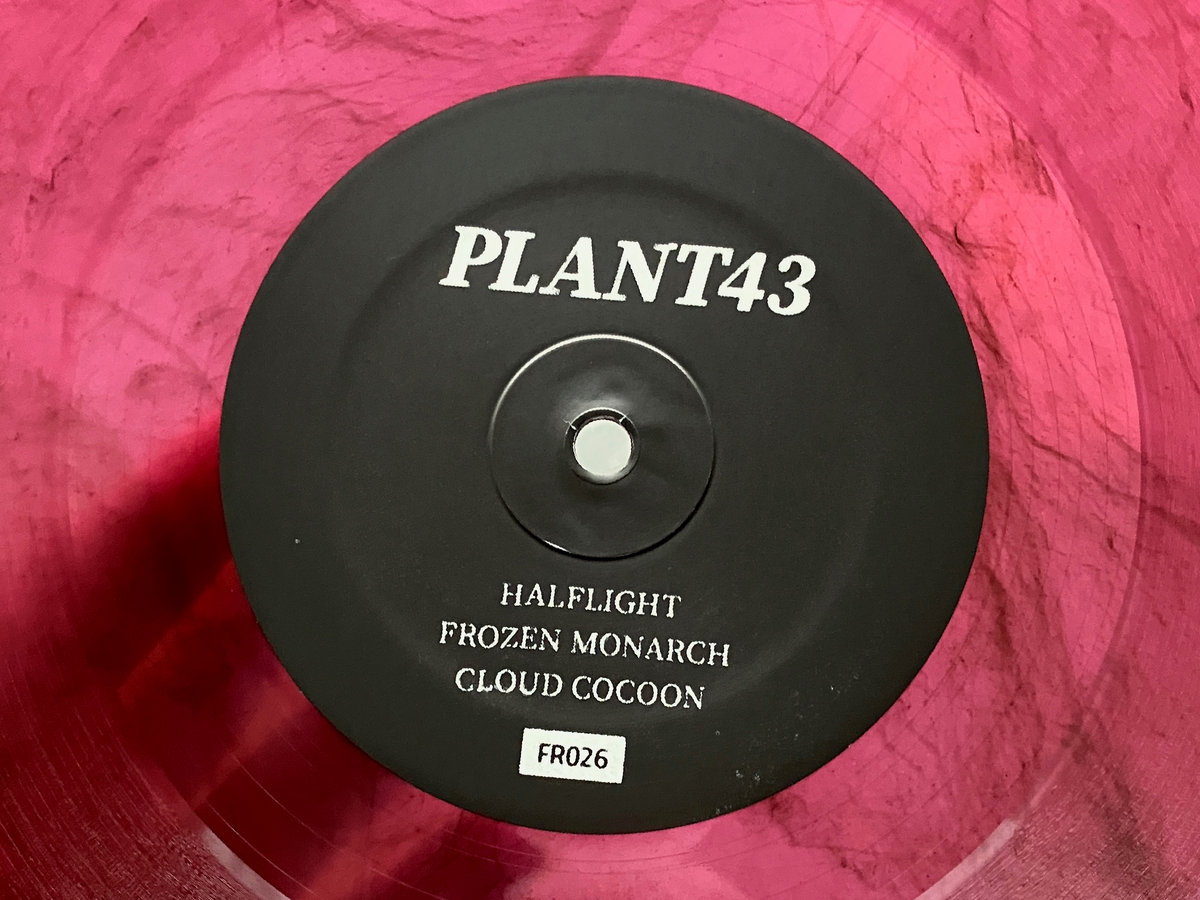 PLANT43
HALFLIGHT
FROZEN MONARCH
CLOUD COCOON
FR026